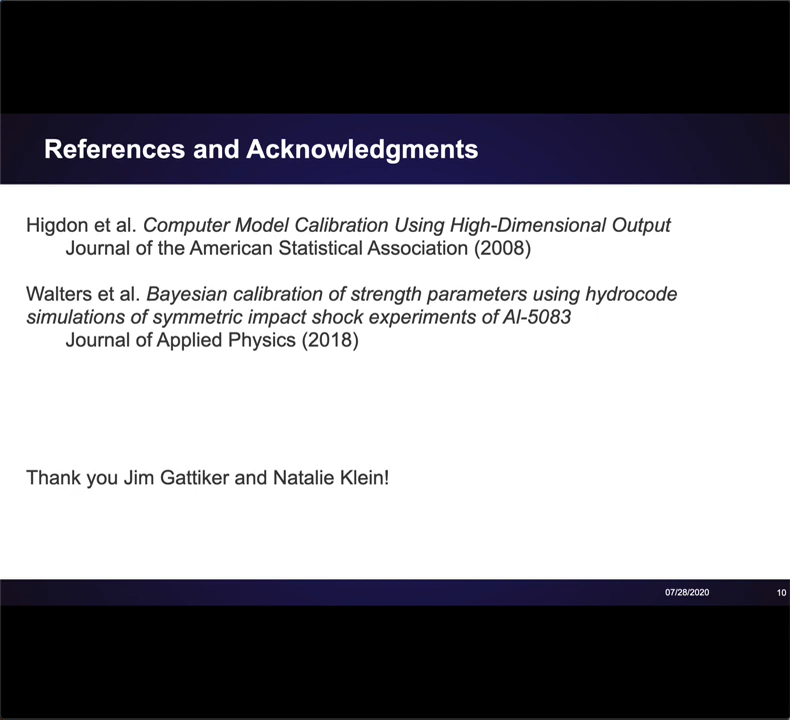 References and Acknowledgments
Higdon et al. Computer Model Calibration Using High-Dimensional Output
Journal of the American Statistical Association (2008)
Walters et al. Bayesian calibration of strength parameters using hydrocode
simulations of symmetric impact shock experiments of Al-5083
Journal of Applied Physics (2018)
Thank you Jim Gattiker and Natalie Klein!
07/28/2020
10